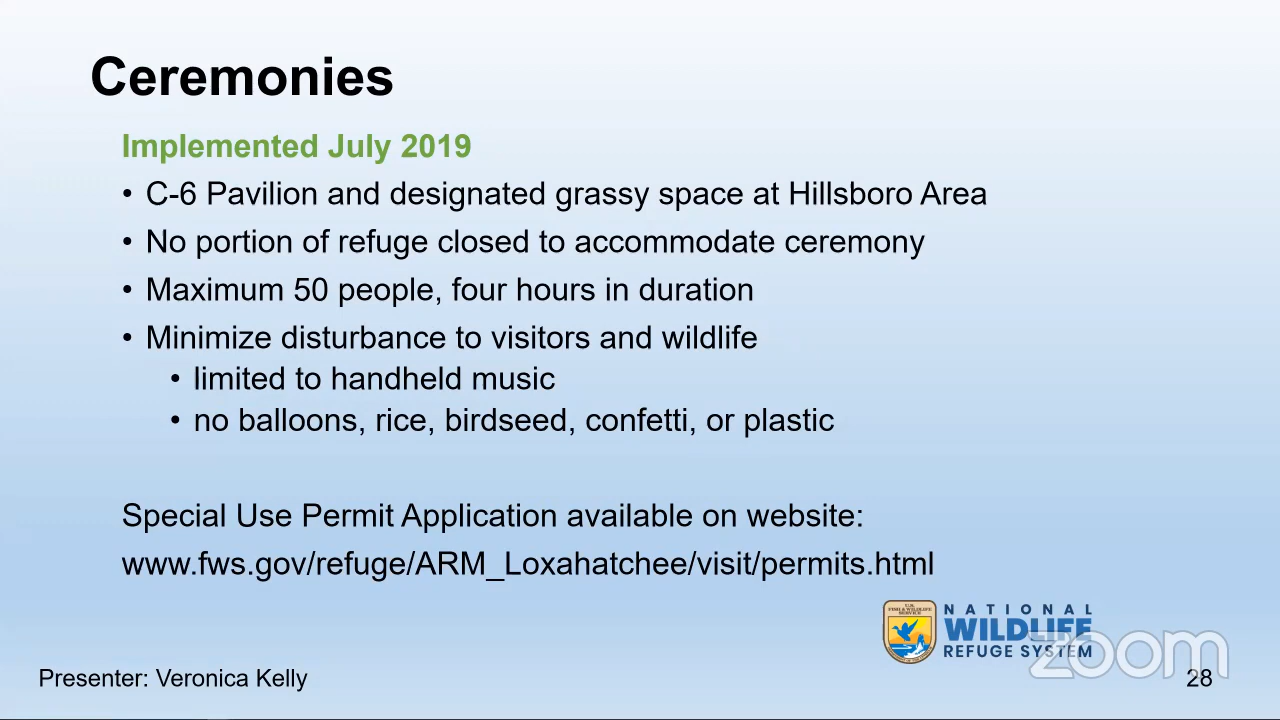 Ceremonies
Implemented July 2019
• C-6 Pavilion and designated grassy space at Hillsboro Area
• No portion of refuge closed to accommodate ceremony
• Maximum 50 people, four hours in duration
• Minimize disturbance to visitors and wildlife
• limited to handheld music
• no balloons, rice, birdseed, confetti, or plastic
Special Use Permit Application available on website:
www.fws.gov/refuge/ARM_Loxahatchee/visit/permits.html
U.S.
FISH & WILDLIFE
SERVICE
NATIONAL
WILDLIFE
REFUGE SYSTEM
zoom
Presenter: Veronica Kelly
28